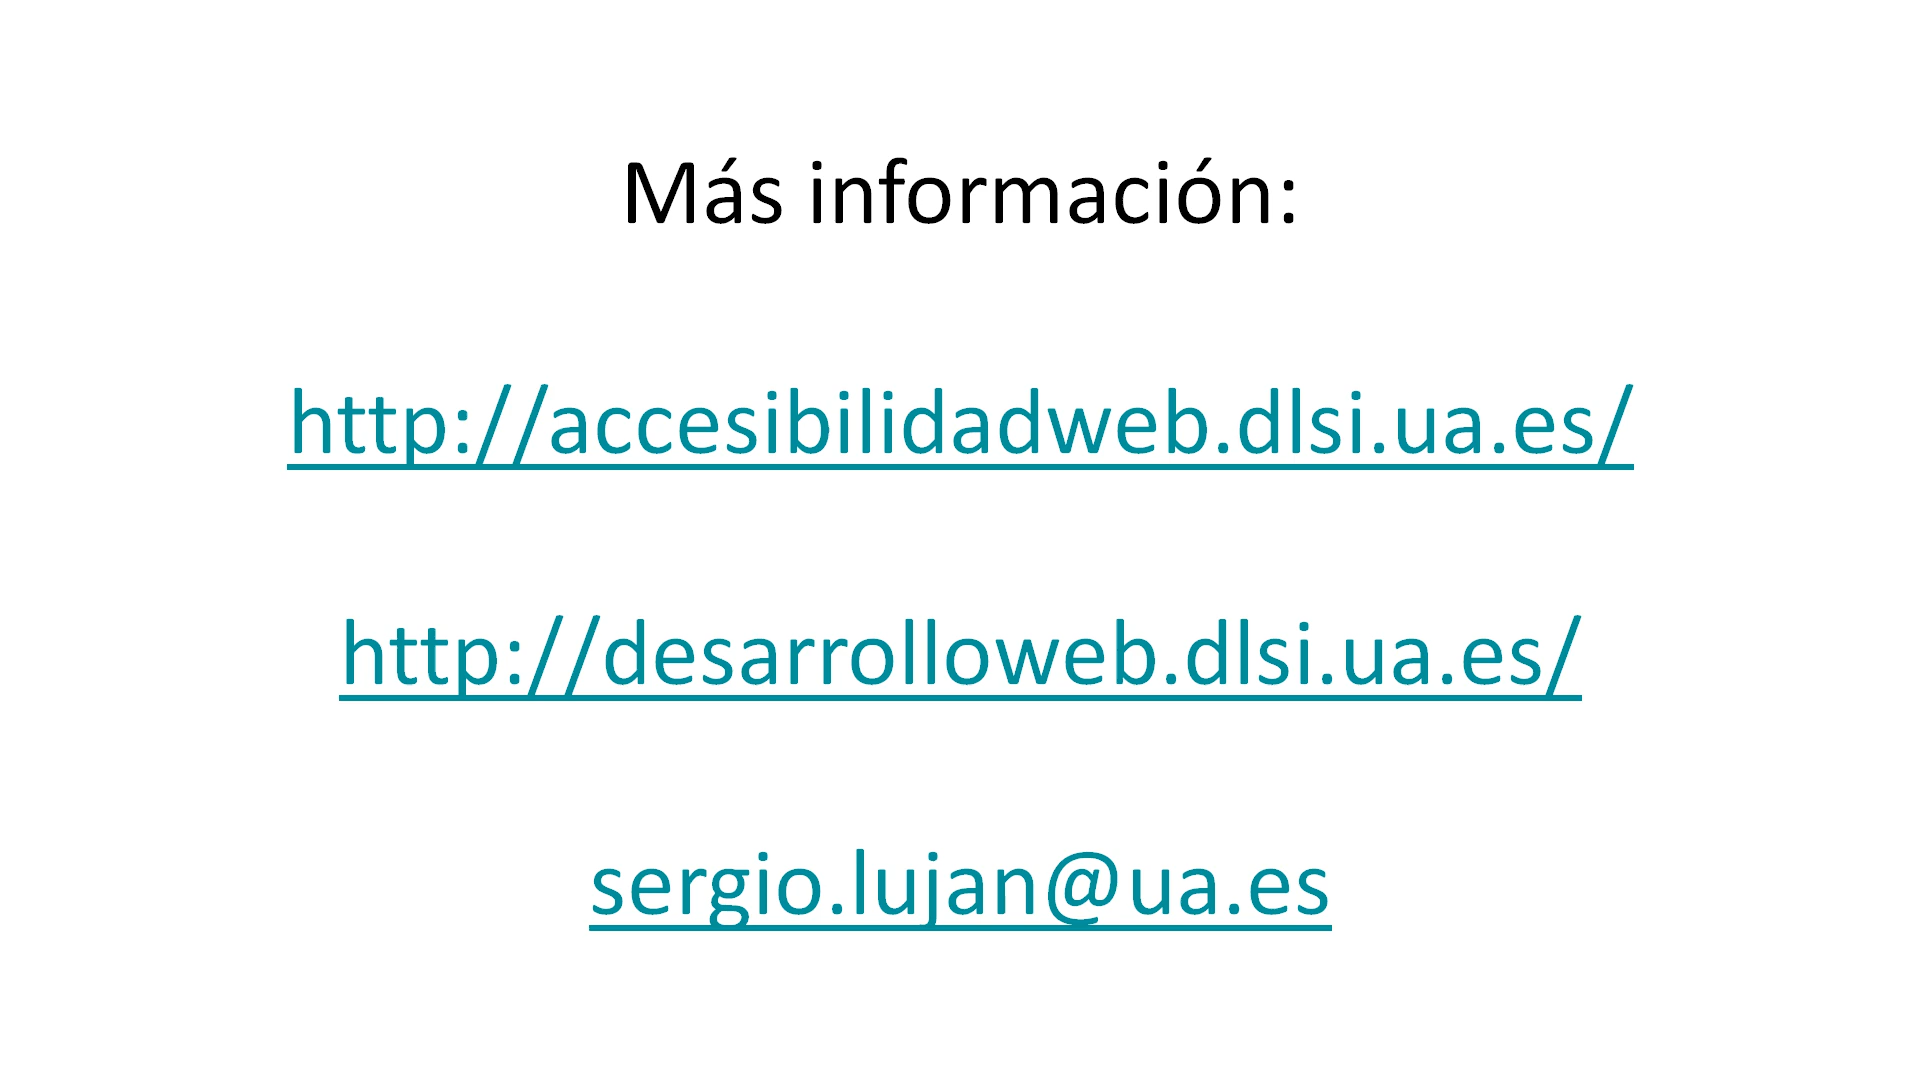 Más información:
http://accesibilidadweb.dlsi.ua.es/
http://desarrolloweb.dlsi.ua.es/
sergio.lujan@ua.es